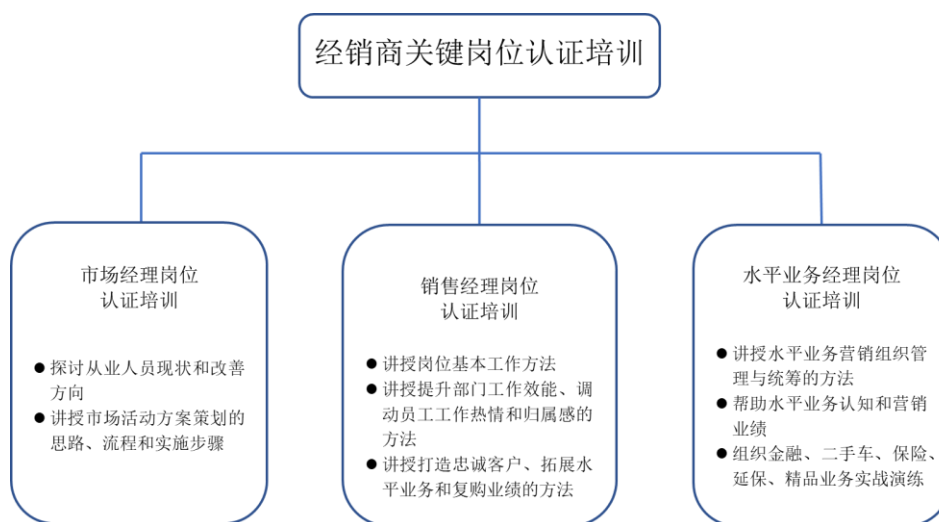 经销商关键岗位认证培训
市场经理岗位
认证培训
● 探讨从业人员现状和改善
方向
● 讲授市场活动方案策划的
思路、流程和实施步骤
销售经理岗位
认证培训
● 讲授岗位基本工作方法
● 讲授提升部门工作效能、调
动员工工作热情和归属感的
方法
● 讲授打造忠诚客户、拓展水
平业务和复购业绩的方法
水平业务经理岗位
认证培训
● 讲授水平业务营销组织管
理与统筹的方法
● 帮助水平业务认知和营销
业绩
● 组织金融、二手车、保险、
延保、精品业务实战演练